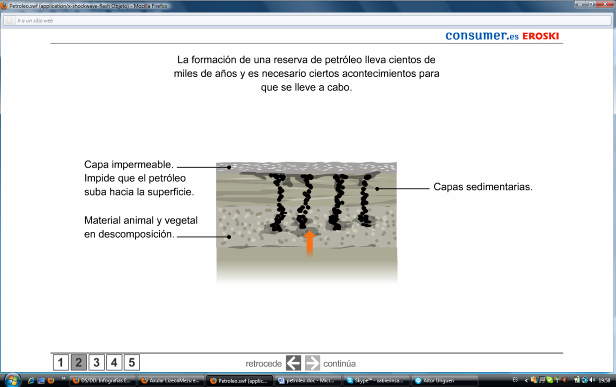 Petroleo.swf (application/x-shockwave-flash Objeto) - Mozilla Firefox
Ir a un sitio web
consumer.es EROSKI
La formación de una reserva de petróleo lleva cientos de
miles de años y es necesario ciertos acontecimientos para
que se lleve a cabo.
Capa impermeable.
Impide que el petróleo
suba hacia la superficie.
Capas sedimentarias.
Material animal y vegetal
en descomposición.
1 2 3 4 5
retrocede continúa
Petroleo.swf (applic...
petroleo.doc - Micr...
Aitor Origuen
ES